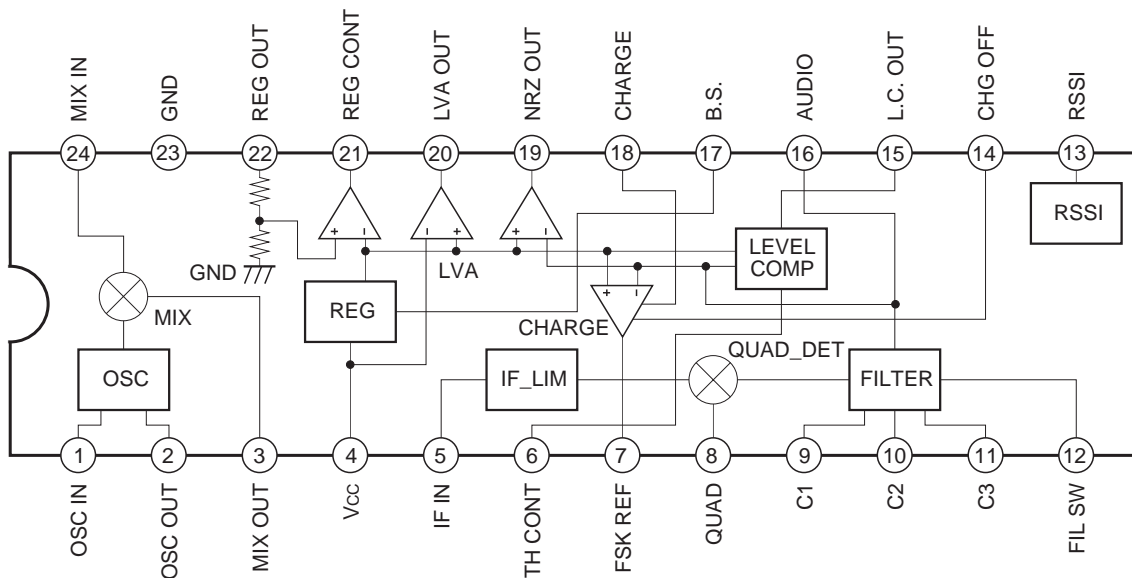 MIX IN
GND
REG OUT
REG CONT
LVA OUT
NRZ OUT
CHARGE
B.S.
AUDIO
L.C. OUT
CHG OFF
RSSI
24
23
22
21
20
19
18
17
16
15
14
13
RSSI
+ −
− +
+ −
GND
LVA
LEVEL
COMP
MIX
REG
+ −
CHARGE
QUAD_DET
OSC
IF_LIM
FILTER
1
2
3
4
5
6
7
8
9
10
11
12
OSC IN
OSC OUT
MIX OUT
Vcc
IF IN
TH CONT
FSK REF
QUAD
C1
C2
C3
FIL SW